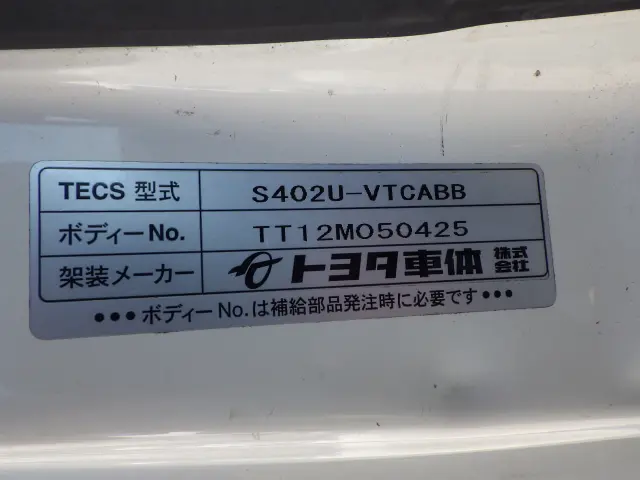 TECS 型式 S402U-VTCABB
ボディーNo. TT12M050425
架装メーカー トヨタ車体 株式会社
•••ボディーNo.は補給部品発注時に必要です•••